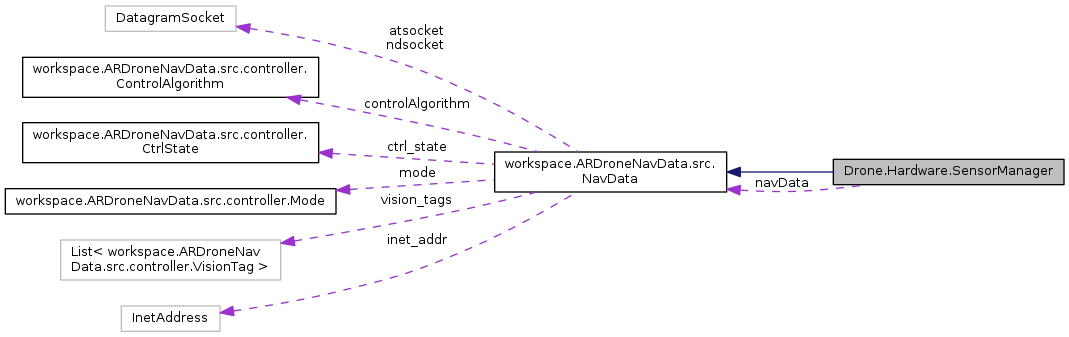 DatagramSocket
atsocket
ndsocket
workspace.ARDroneNavData.src.controller.
ControlAlgorithm
controlAlgorithm
workspace.ARDroneNavData.src.controller.
CtrlState
ctrl_state
workspace.ARDroneNavData.src.
NavData
Drone.Hardware.SensorManager
mode
navData
workspace.ARDroneNavData.src.controller.Mode
vision_tags
List< workspace.ARDroneNav
Data.src.controller.VisionTag >
inet_addr
InetAddress